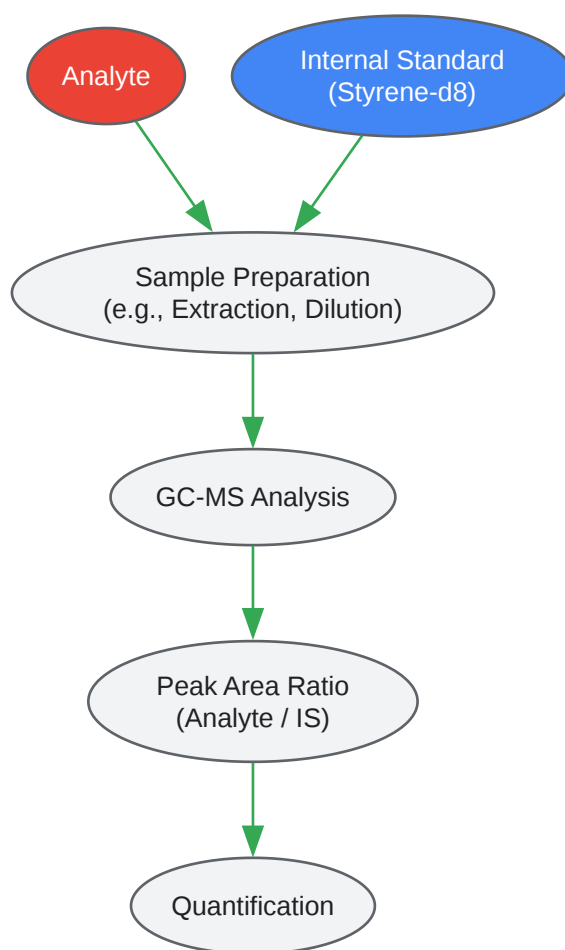 Analyte
Internal Standard
(Styrene-d8)
Sample Preparation
(e.g., Extraction, Dilution)
GC-MS Analysis
Peak Area Ratio
(Analyte / IS)
Quantification